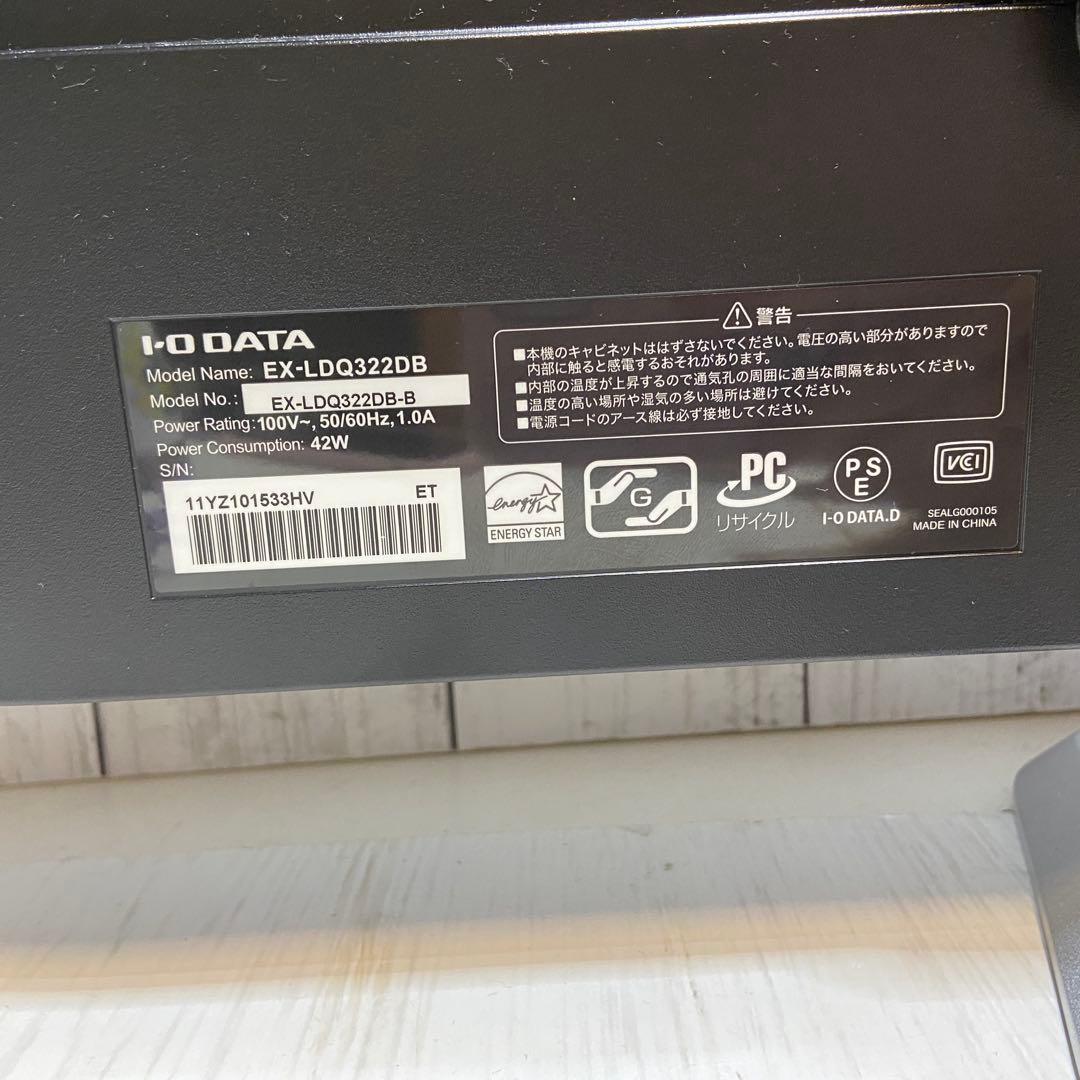 I-O DATA
Model Name: EX-LDQ322DB
Model No.: EX-LDQ322DB-B
Power Rating: 100V~, 50/60Hz, 1.0A
Power Consumption: 42W
S/N:
11YZ101533HV ET
警告
■本機のキャビネットははずさないでください。電圧の高い部分がありますので
内部に触ると感電するおそれがあります。
■内部の温度が上昇するので通気孔の周囲に適当な間隔をおいてください。
■温度の高い場所や湿気の多い場所は避けてください。
■電源コードのアース線は必ず接地してください。
energy
ENERGY STAR
G
PC
リサイクル
PS
E
I-O DATA.D
VCI
SEALG000105
MADE IN CHINA